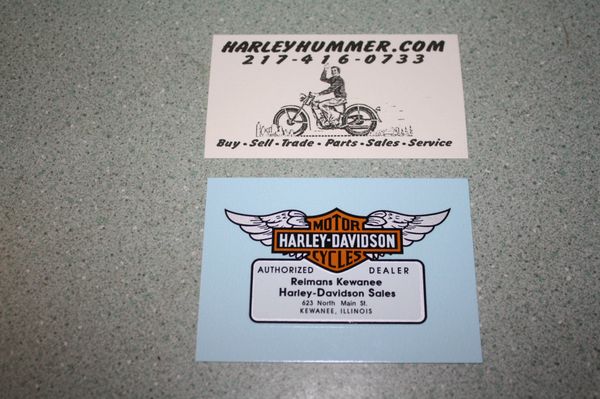 HARLEYHUMMER.COM
217-416-0733
Buy - Sell - Trade - Parts - Sales - Service
MOTOR
HARLEY-DAVIDSON
CYCLES
AUTHORIZED DEALER
Reimans Kewanee
Harley-Davidson Sales
623 North Main St.
KEWANEE, ILLINOIS